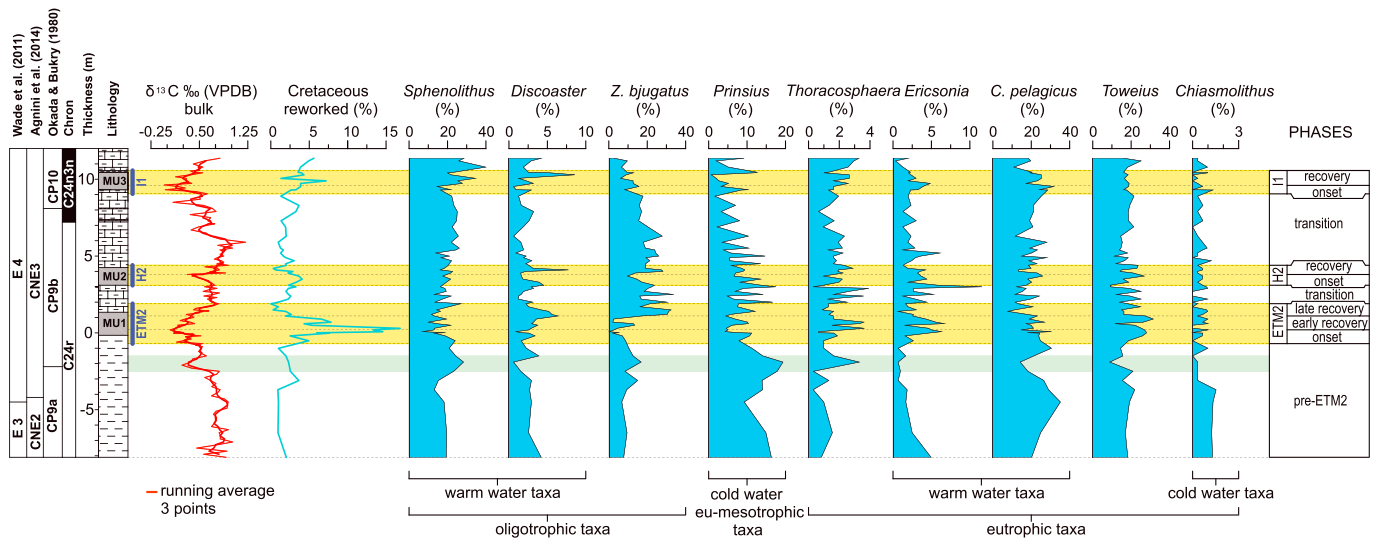 Wade et al. (2011)
Agnini et al. (2014)
Okada & Bukry (1980)
Chron
Thickness (m)
Lithology
δ¹³C ‰ (VPDB)
bulk
-0.25 0.50 1.25
Cretaceous
reworked (%)
0 5 10 15
Sphenolithus
(%)
0 20 40
Discoaster
(%)
0 5 10
Z. bjugatus
(%)
0 20 40
Prinsius
(%)
0 10 20
Thoracosphaera
(%)
0 2 4
Ericsonia
(%)
0 5 10
C. pelagicus
(%)
0 20 40
Toweius
(%)
0 20 40
Chiasmolithus
(%)
0 3
PHASES
E 4
E 3
CNE3
CNE2
CP10
CP9b
CP9a
C24n3n
C24r
10
5
0
-5
MU3
MU2
MU1
I1
H2
ETM2
I1
recovery
onset
transition
H2
recovery
onset
transition
ETM2
late recovery
early recovery
onset
pre-ETM2
running average
3 points
warm water taxa
oligotrophic taxa
cold water
eu-mesotrophic
taxa
warm water taxa
cold water taxa
eutrophic taxa